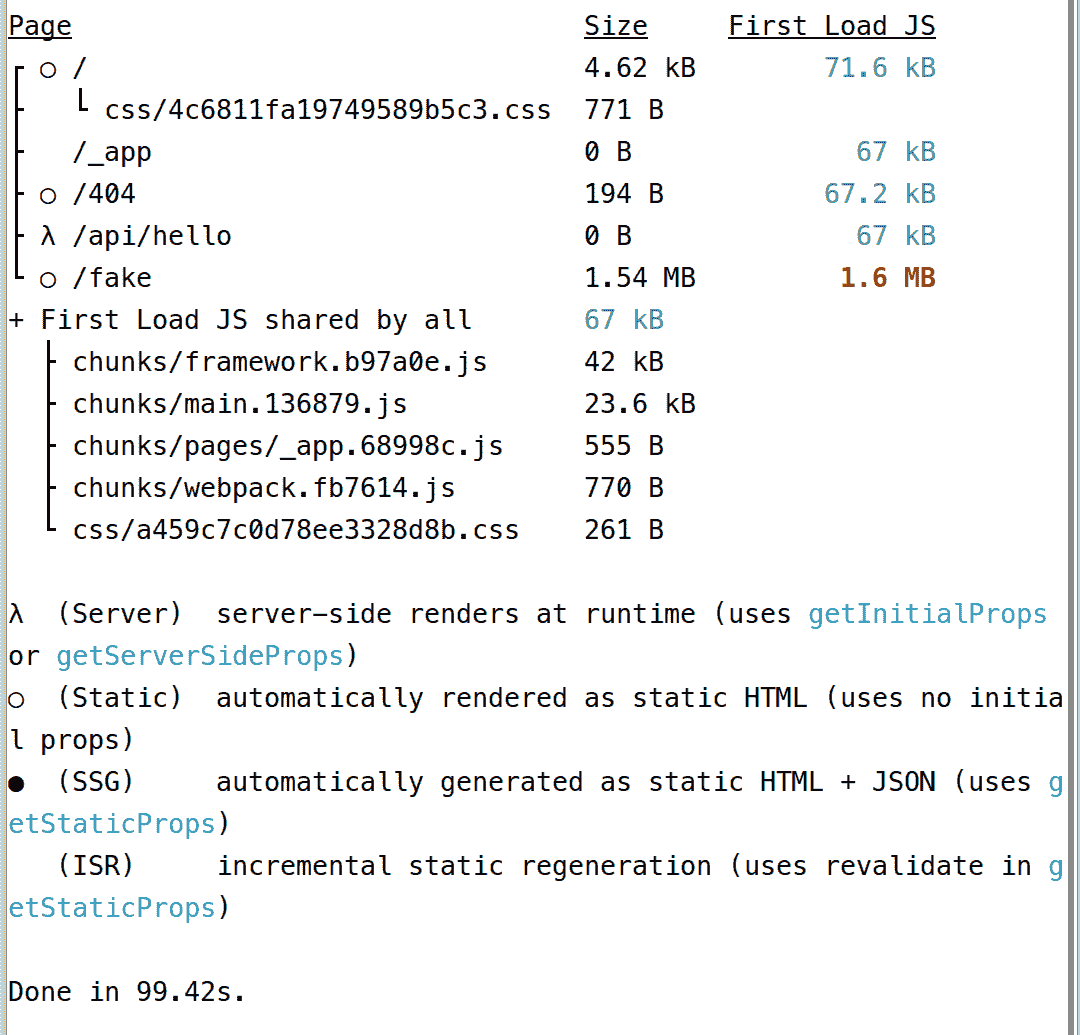 Page                                Size     First Load JS
┌ ○ /                               4.62 kB        71.6 kB
├   └ css/4c6811fa19749589b5c3.css  771 B
├   /_app                           0 B              67 kB
├ ○ /404                            194 B          67.2 kB
├ λ /api/hello                      0 B              67 kB
└ ○ /fake                           1.54 MB         1.6 MB
+ First Load JS shared by all       67 kB
  ├ chunks/framework.b97a0e.js      42 kB
  ├ chunks/main.136879.js           23.6 kB
  ├ chunks/pages/_app.68998c.js     555 B
  ├ chunks/webpack.fb7614.js        770 B
  └ css/a459c7c0d78ee3328d8b.css    261 B

λ  (Server)  server-side renders at runtime (uses getInitialProps
or getServerSideProps)
○  (Static)  automatically rendered as static HTML (uses no initia
l props)
●  (SSG)     automatically generated as static HTML + JSON (uses g
etStaticProps)
   (ISR)     incremental static regeneration (uses revalidate in g
etStaticProps)

Done in 99.42s.